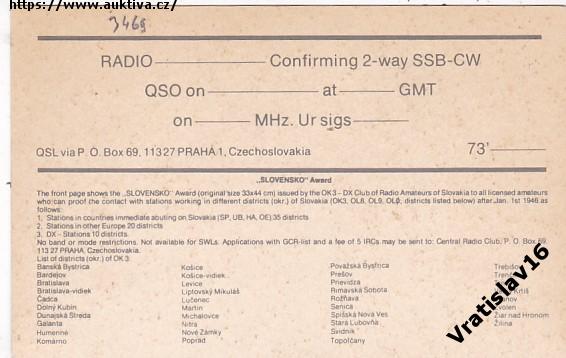 https://www.auktiva.cz/
3469
RADIO Confirming 2-way SSB-CW
QSO on at GMT
on MHz. Ur sigs
QSL via P. O. Box 69, 113 27 PRAHA 1, Czechoslovakia 73'
„SLOVENSKO" Award
The front page shows the „SLOVENSKO" Award (original size 33x44 cm) issued by the OK3 - DX Club of Radio Amateurs of Slovakia to all licensed amateurs
who can proof the contact with stations working in different districts (okr.) of Slovakia (OK3, OL8, OL9, OLØ, districts listed below) after Jan. 1st 1946 as
follows:
1. Stations in countries immediate abuting on Slovakia (SP, UB, HA, OE) 35 districts
2. Stations in other Europe 20 districts
3. DX - Stations 10 districts.
No band or mode restrictions. Not available for SWLs. Applications with GCR-list and a fee of 5 IRCs may be sent to: Central Radio Club, P. O. Box 69,
113 27 PRAHA, Czechoslovakia.
List of districts (okr.) of OK 3:
Banská Bystrica
Bardejov
Bratislava
Bratislava-vidiek
Čadca
Dolný Kubín
Dunajská Streda
Galanta
Humenné
Komárno
Košice
Košice-vidiek
Levice
Liptovský Mikuláš
Lučenec
Martin
Michalovce
Nitra
Nové Zámky
Poprad
Považská Bystrica
Prešov
Prievidza
Rimavská Sobota
Rožňava
Senica
Spišská Nová Ves
Stará Ľubovňa
Svidník
Topoľčany
Trebišov
Žiar nad Hronom
Žilina
Vratislav16